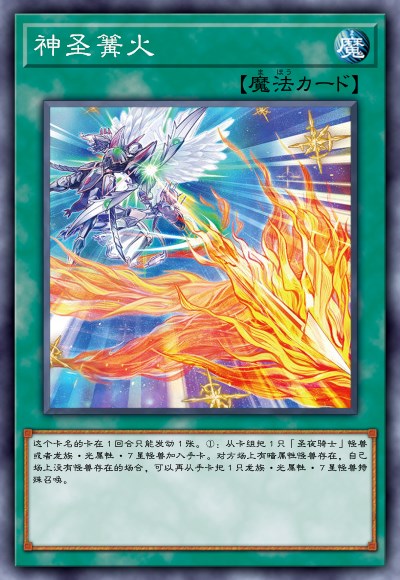 神圣篝火
魔
【魔法カード】
ま ほう
这个卡名的卡在1回合只能发动1张。①：从卡组把1只「圣夜骑士」怪兽
或者龙族·光属性·7星怪兽加入手卡。对方场上有暗属性怪兽存在，自己
场上没有怪兽存在的场合，可以再从手卡把1只龙族·光属性·7星怪兽特
殊召唤。